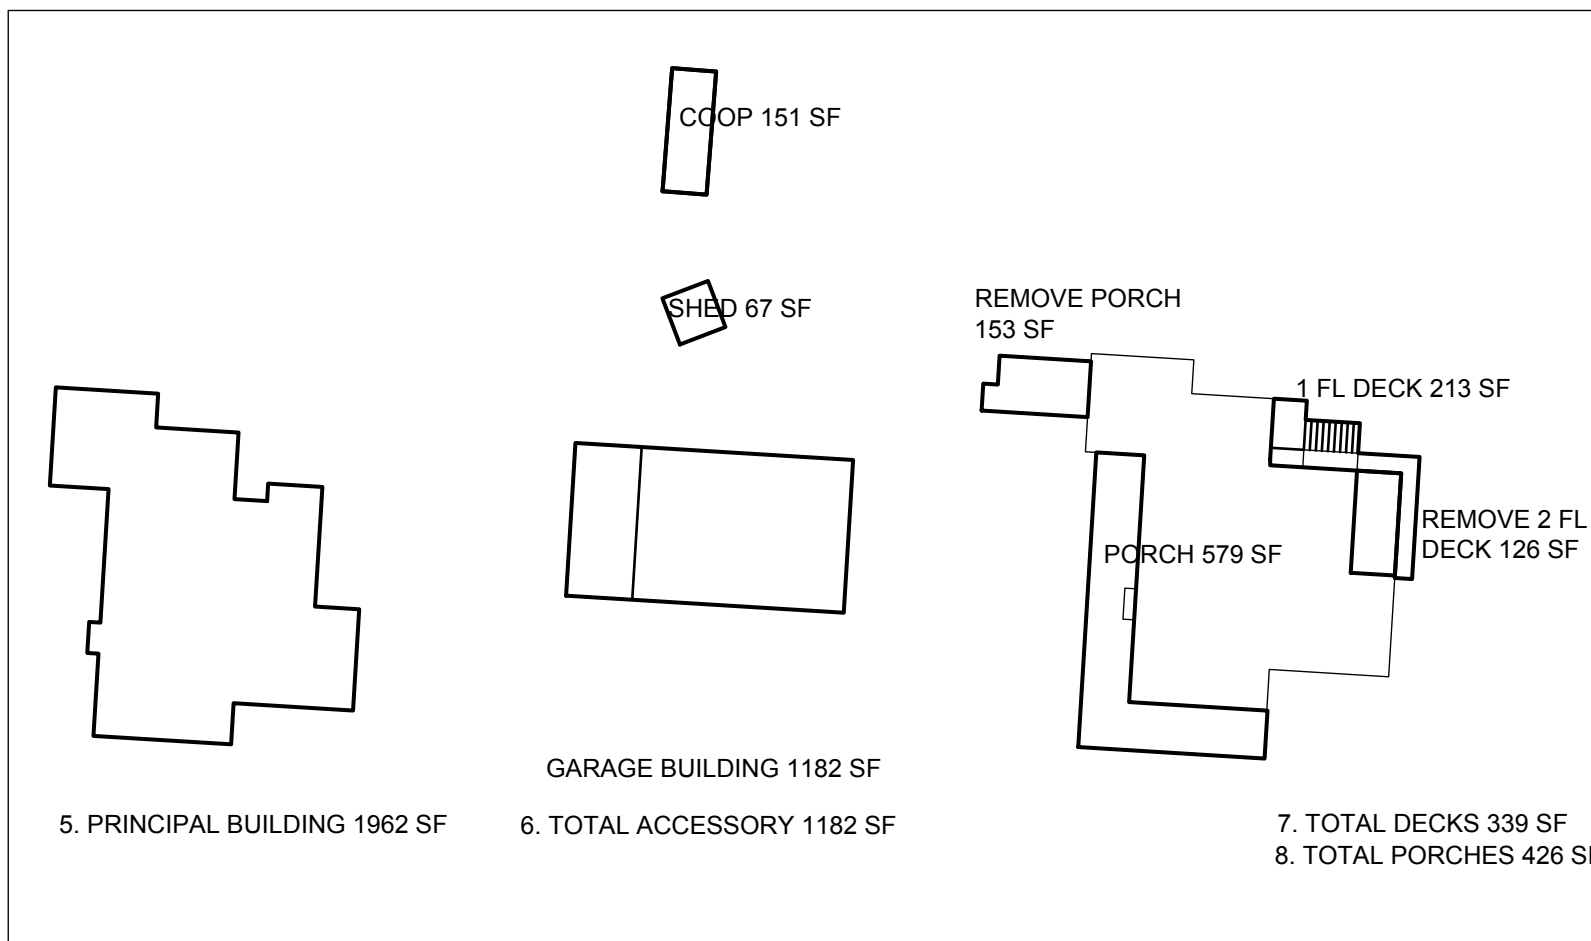 COOP 151 SF
SHED 67 SF
REMOVE PORCH
153 SF
1 FL DECK 213 SF
REMOVE 2 FL
DECK 126 SF
PORCH 579 SF
GARAGE BUILDING 1182 SF
5. PRINCIPAL BUILDING 1962 SF
6. TOTAL ACCESSORY 1182 SF
7. TOTAL DECKS 339 SF
8. TOTAL PORCHES 426 SF